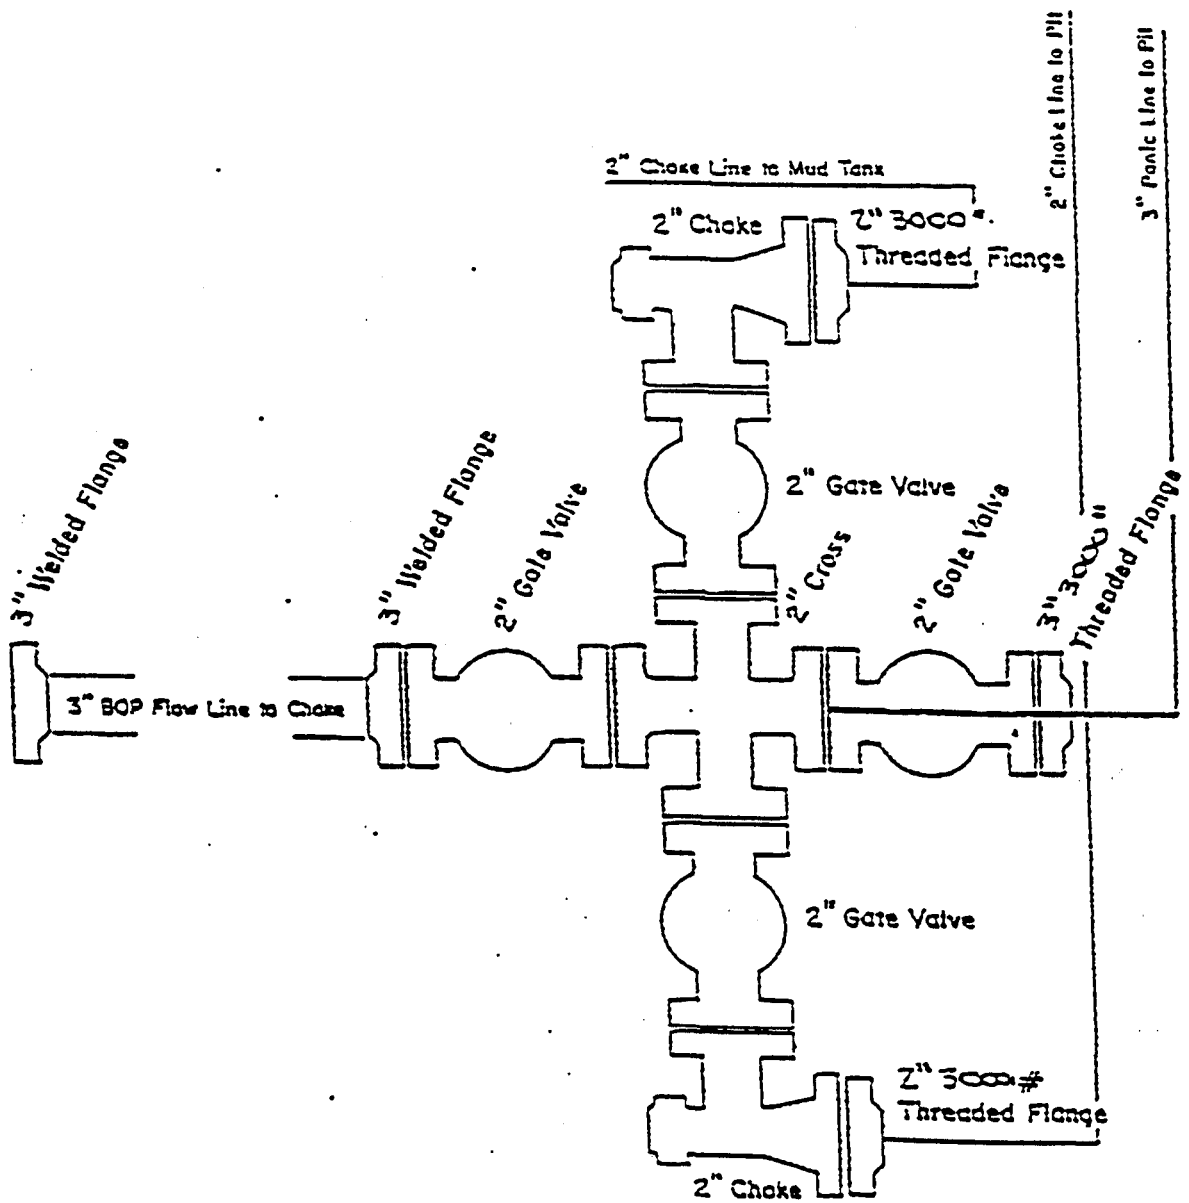 2" Choke Line to Pit
3" Panic Line to Pit
2" Choke Line to Mud Tank
2" Choke
2" 3000#
Threaded Flange
3" Welded Flange
3" Welded Flange
2" Gate Valve
2" Gate Valve
2" Cross
2" Gate Valve
3" 3000#
Threaded Flange
3" BOP Flow Line to Choke
2" Gate Valve
2" 3000#
Threaded Flange
2" Choke